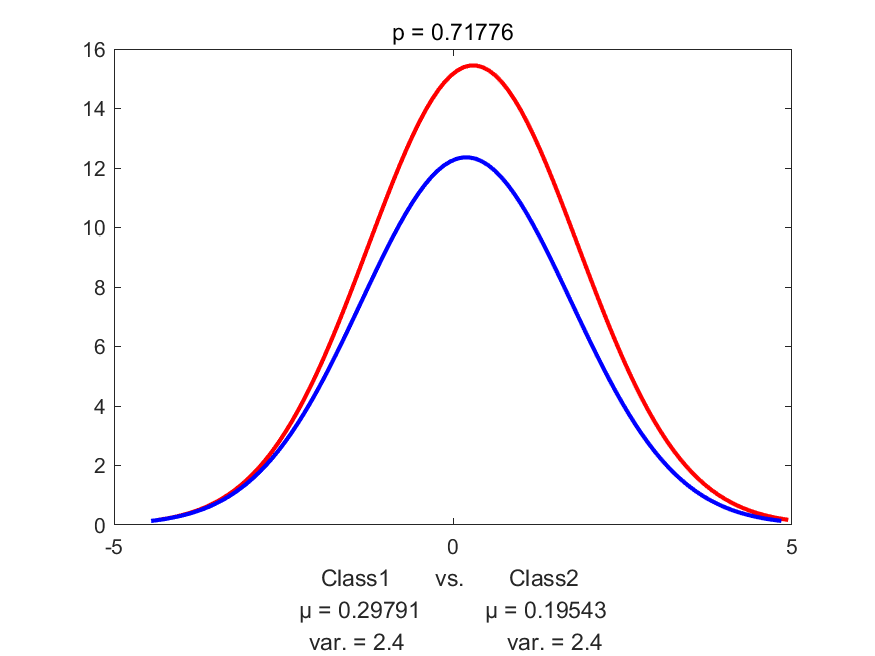 p = 0.71776
16
14
12
10
8
6
4
2
0
-5 0 5
Class1 vs. Class2
μ = 0.29791 μ = 0.19543
var. = 2.4 var. = 2.4